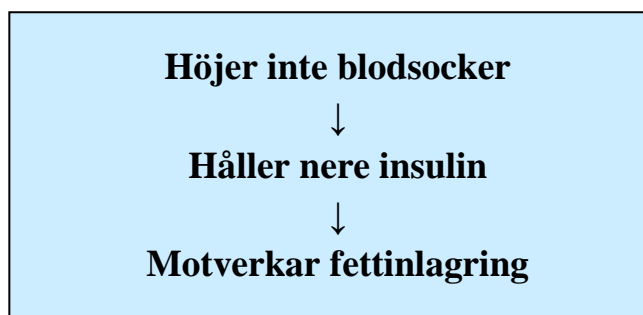 Höjer inte blodsocker
↓
Håller nere insulin
↓
Motverkar fettinlagring